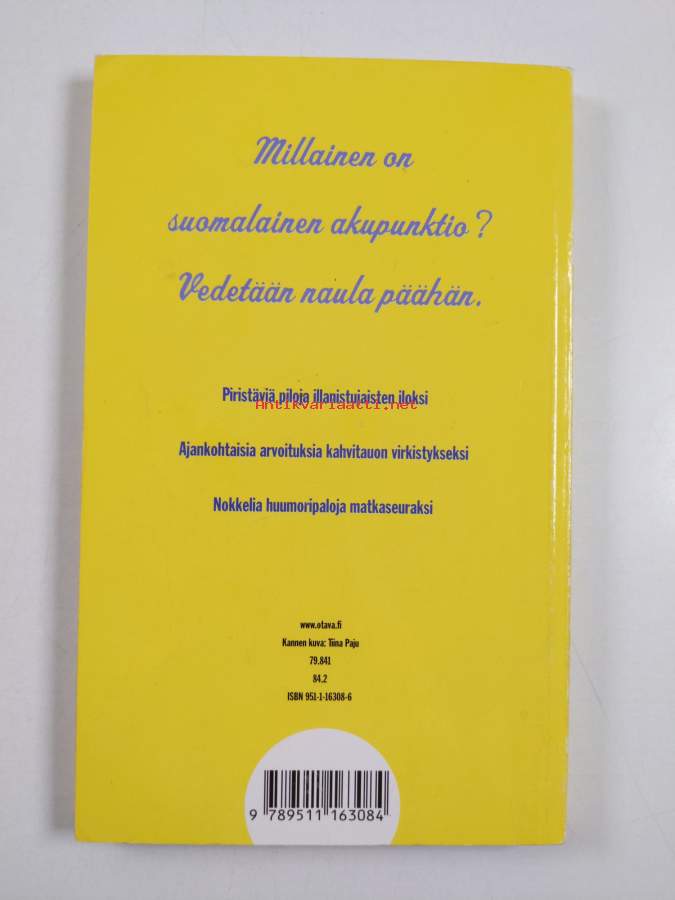 Millainen on
suomalainen akupunktio?
Vedetään naula päähän.
Piristäviä piloja illanistujaisten iloksi
Antikvariaatti.net
Ajankohtaisia arvoituksia kahvitauon virkistykseksi
Nokkelia huumoripaloja matkaseuraksi
www.otava.fi
Kannen kuva: Tiina Paju
79.841
84.2
ISBN 951-1-16308-6
9 789511 163084